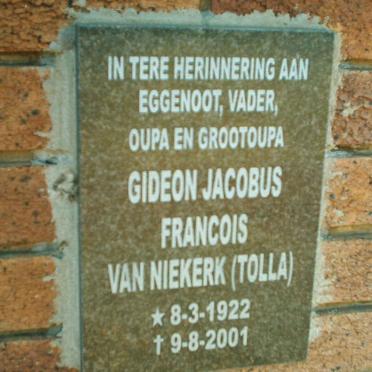 IN TERE HERINNERING AAN
EGGENOOT, VADER,
OUPA EN GROOTOUPA
GIDEON JACOBUS
FRANCOIS
VAN NIEKERK (TOLLA)
★ 8-3-1922
† 9-8-2001